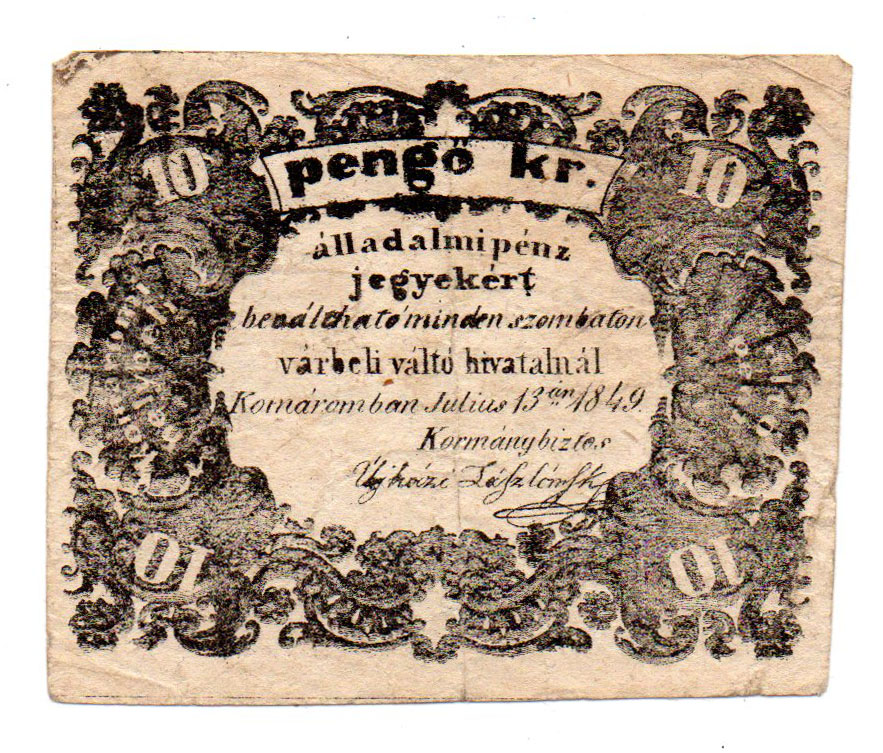 10 10
pengő kr.
álladalmi pénz
jegyekért
beváltható minden szombaton
várbeli váltó hivatalnál
Komáromban Julius 13án 1849.
Kormánybiztos
Ujházi László mk
10 10